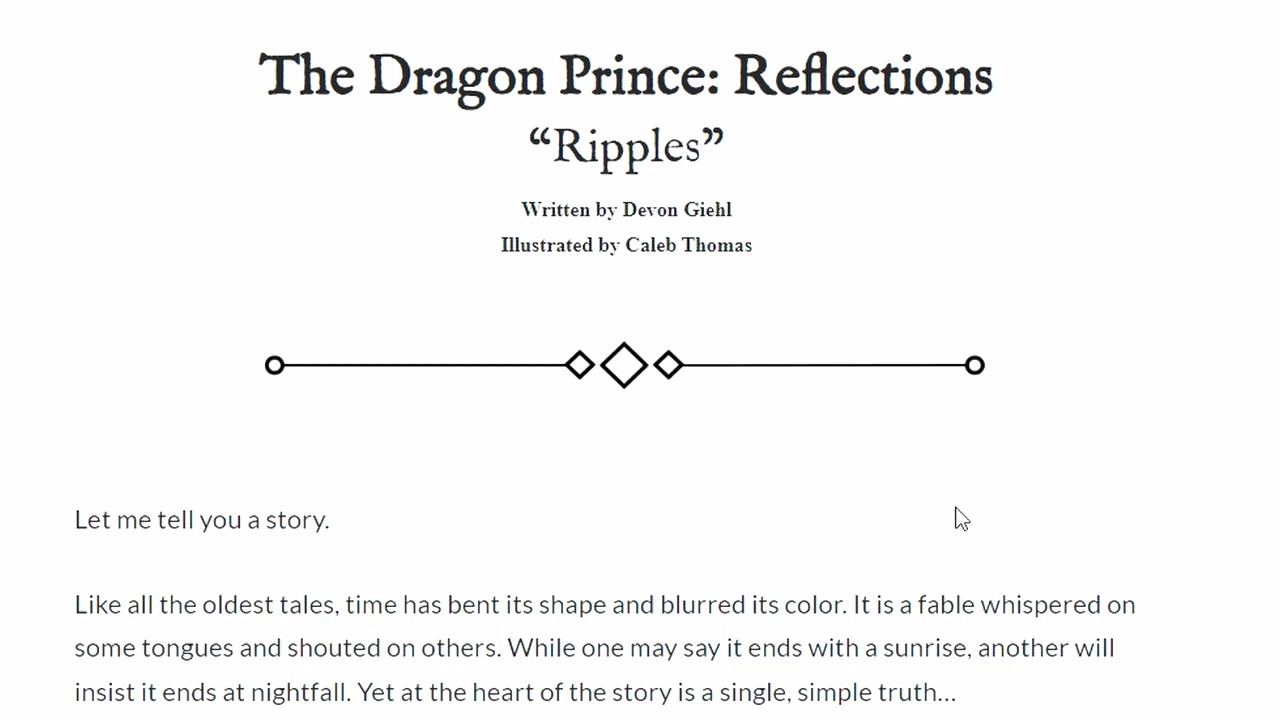 The Dragon Prince: Reflections
“Ripples”
Written by Devon Giehl
Illustrated by Caleb Thomas
Let me tell you a story.
Like all the oldest tales, time has bent its shape and blurred its color. It is a fable whispered on
some tongues and shouted on others. While one may say it ends with a sunrise, another will
insist it ends at nightfall. Yet at the heart of the story is a single, simple truth…